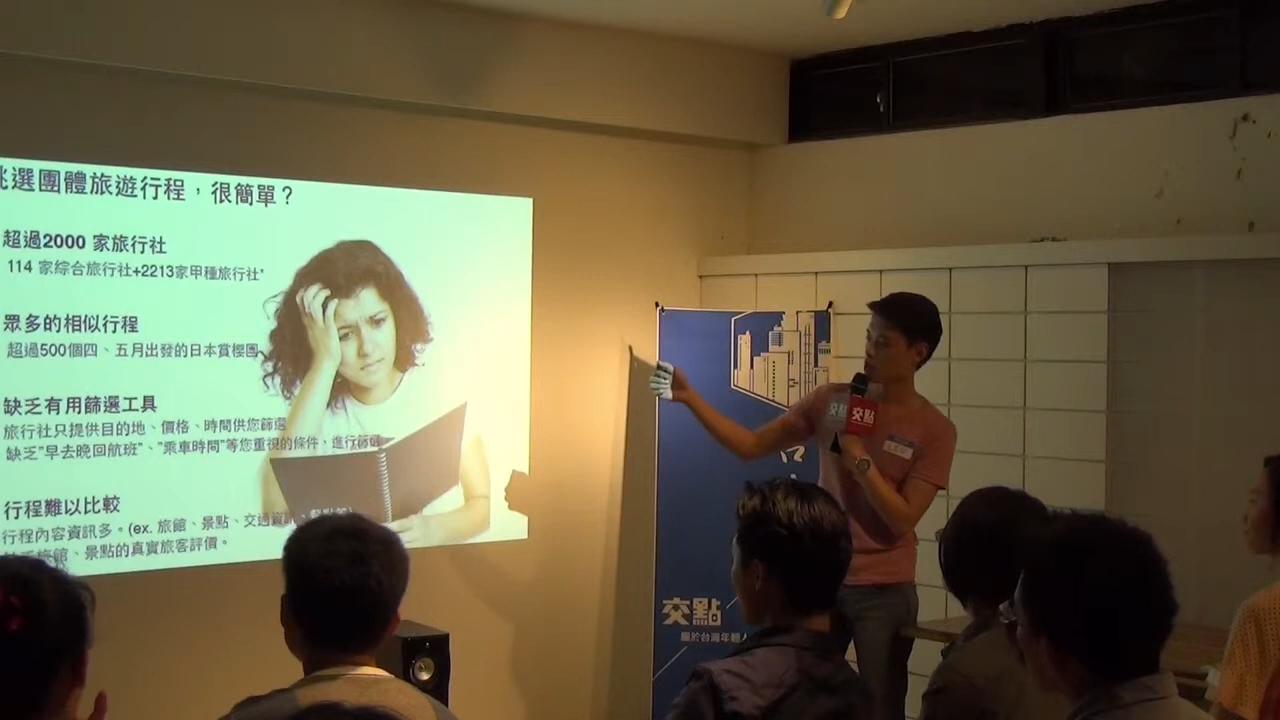 挑選團體旅遊行程，很簡單？
超過2000 家旅行社
114 家綜合旅行社+2213家甲種旅行社*
眾多的相似行程
超過500個四、五月出發的日本賞櫻團
缺乏有用篩選工具
旅行社只提供目的地、價格、時間供您篩選
缺乏"早去晚回航班"、"乘車時間"等您重視的條件，進行篩選
行程難以比較
行程內容資訊多。(ex. 旅館、景點、交通資訊、餐點等)
旅館、景點的真實旅客評價。
交點
交點
交點
屬於台灣年輕人